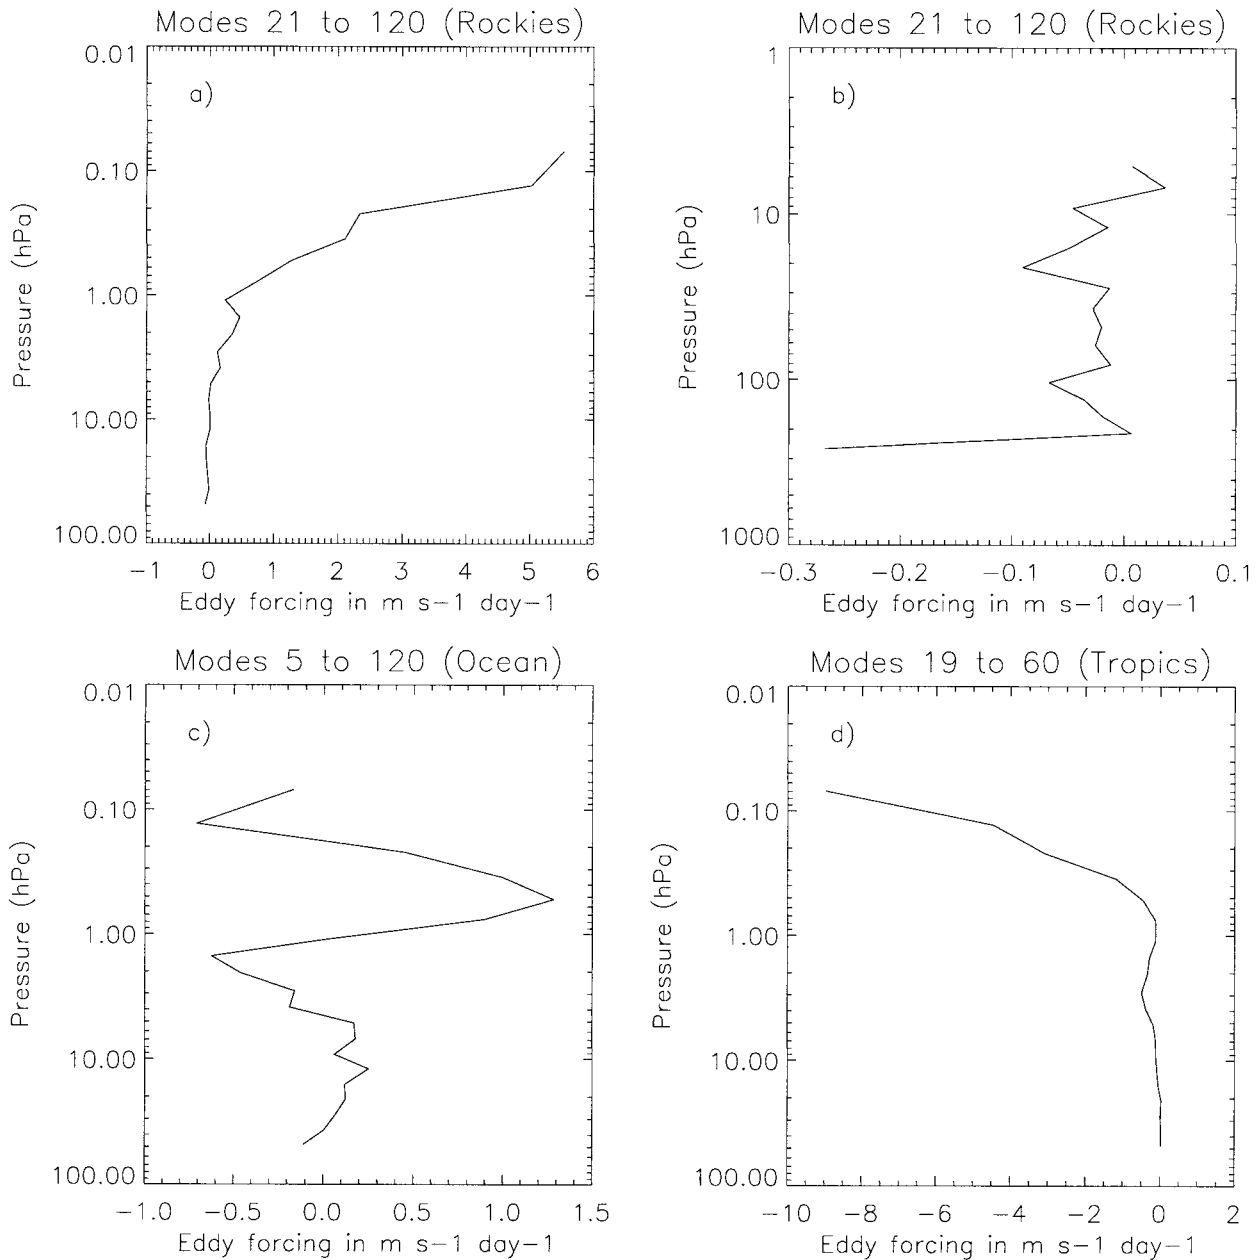 Modes 21 to 120 (Rockies)
a)
0.01
0.10
1.00
10.00
100.00
Pressure (hPa)
-1 0 1 2 3 4 5 6
Eddy forcing in m s-1 day-1
Modes 21 to 120 (Rockies)
b)
1
10
100
1000
Pressure (hPa)
-0.3 -0.2 -0.1 0.0 0.1
Eddy forcing in m s-1 day-1
Modes 5 to 120 (Ocean)
c)
0.01
0.10
1.00
10.00
100.00
Pressure (hPa)
-1.0 -0.5 0.0 0.5 1.0 1.5
Eddy forcing in m s-1 day-1
Modes 19 to 60 (Tropics)
d)
0.01
0.10
1.00
10.00
100.00
Pressure (hPa)
-10 -8 -6 -4 -2 0 2
Eddy forcing in m s-1 day-1